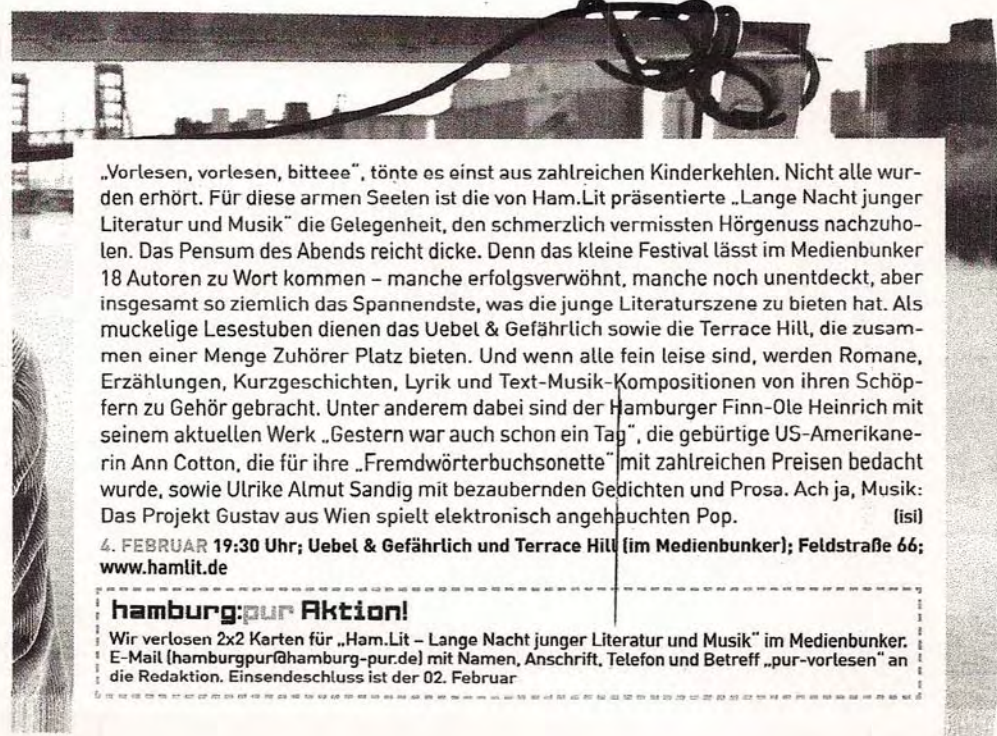 „Vorlesen, vorlesen, bitteee“, tönte es einst aus zahlreichen Kinderkehlen. Nicht alle wur-
den erhört. Für diese armen Seelen ist die von Ham.Lit präsentierte „Lange Nacht junger
Literatur und Musik“ die Gelegenheit, den schmerzlich vermissten Hörgenuss nachzuho-
len. Das Pensum des Abends reicht dicke. Denn das kleine Festival lässt im Medienbunker
18 Autoren zu Wort kommen – manche erfolgsverwöhnt, manche noch unentdeckt, aber
insgesamt so ziemlich das Spannendste, was die junge Literaturszene zu bieten hat. Als
muckelige Lesestuben dienen das Uebel & Gefährlich sowie die Terrace Hill, die zusam-
men einer Menge Zuhörer Platz bieten. Und wenn alle fein leise sind, werden Romane,
Erzählungen, Kurzgeschichten, Lyrik und Text-Musik-Kompositionen von ihren Schöp-
fern zu Gehör gebracht. Unter anderem dabei sind der Hamburger Finn-Ole Heinrich mit
seinem aktuellen Werk „Gestern war auch schon ein Tag“, die gebürtige US-Amerikane-
rin Ann Cotton, die für ihre „Fremdwörterbuchsonette“ mit zahlreichen Preisen bedacht
wurde, sowie Ulrike Almut Sandig mit bezaubernden Gedichten und Prosa. Ach ja, Musik:
Das Projekt Gustav aus Wien spielt elektronisch angehauchten Pop. (isi)
4. FEBRUAR 19:30 Uhr; Uebel & Gefährlich und Terrace Hill (im Medienbunker); Feldstraße 66;
www.hamlit.de
hamburg:pur Aktion!
Wir verlosen 2x2 Karten für „Ham.Lit – Lange Nacht junger Literatur und Musik“ im Medienbunker.
E-Mail (hamburgpur@hamburg-pur.de) mit Namen, Anschrift, Telefon und Betreff „pur-vorlesen“ an
die Redaktion. Einsendeschluss ist der 02. Februar